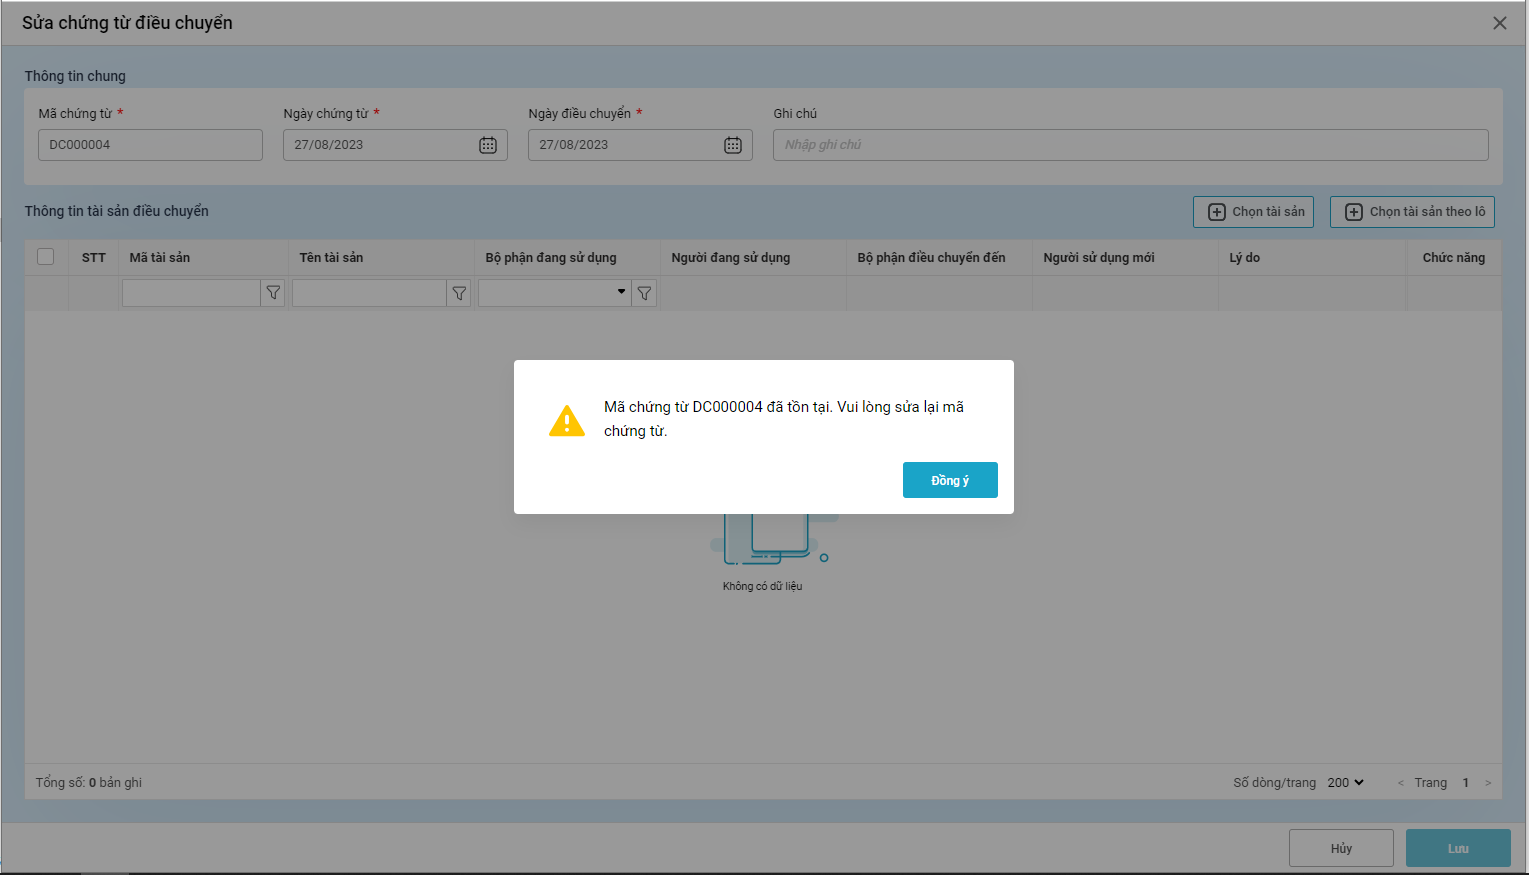 Sửa chứng từ điều chuyển
Thông tin chung
Mã chứng từ *
Ngày chứng từ *
Ngày điều chuyển *
Ghi chú
DC000004
27/08/2023
27/08/2023
Nhập ghi chú
Thông tin tài sản điều chuyển
Chọn tài sản
Chọn tài sản theo lô
STT
Mã tài sản
Tên tài sản
Bộ phận đang sử dụng
Người đang sử dụng
Bộ phận điều chuyển đến
Người sử dụng mới
Lý do
Chức năng
Mã chứng từ DC000004 đã tồn tại. Vui lòng sửa lại mã
chứng từ.
Đồng ý
Không có dữ liệu
Tổng số: 0 bản ghi
Số dòng/trang 200
< Trang 1 >
Hủy
Lưu